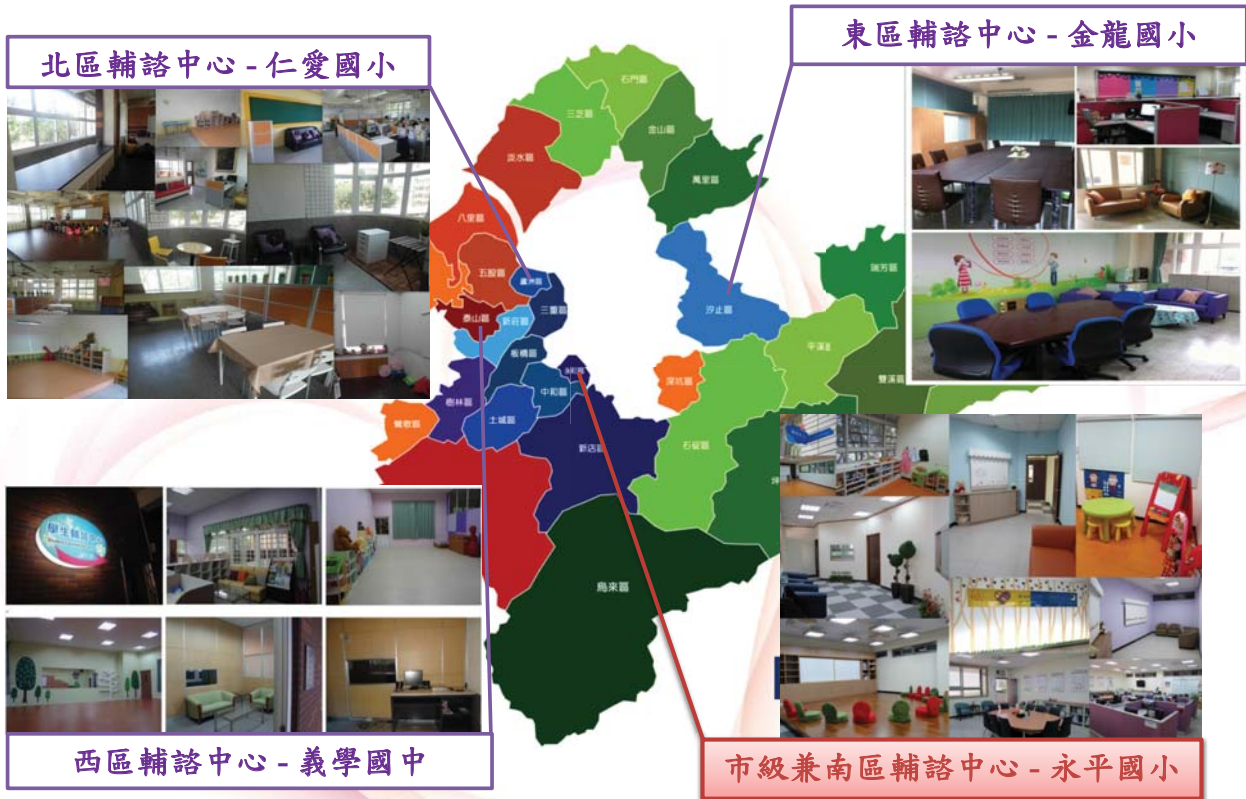 北區輔諮中心 - 仁愛國小
東區輔諮中心 - 金龍國小
石門區
三芝區
金山區
淡水區
萬里區
八里區
五股區
蘆洲區
瑞芳區
汐止區
泰山區
新莊區
三重區
板橋區
平溪區
深坑區
雙溪區
中和區
樹林區
土城區
鶯歌區
新店區
石碇區
坪
烏來區
西區輔諮中心 - 義學國中
市級兼南區輔諮中心 - 永平國小